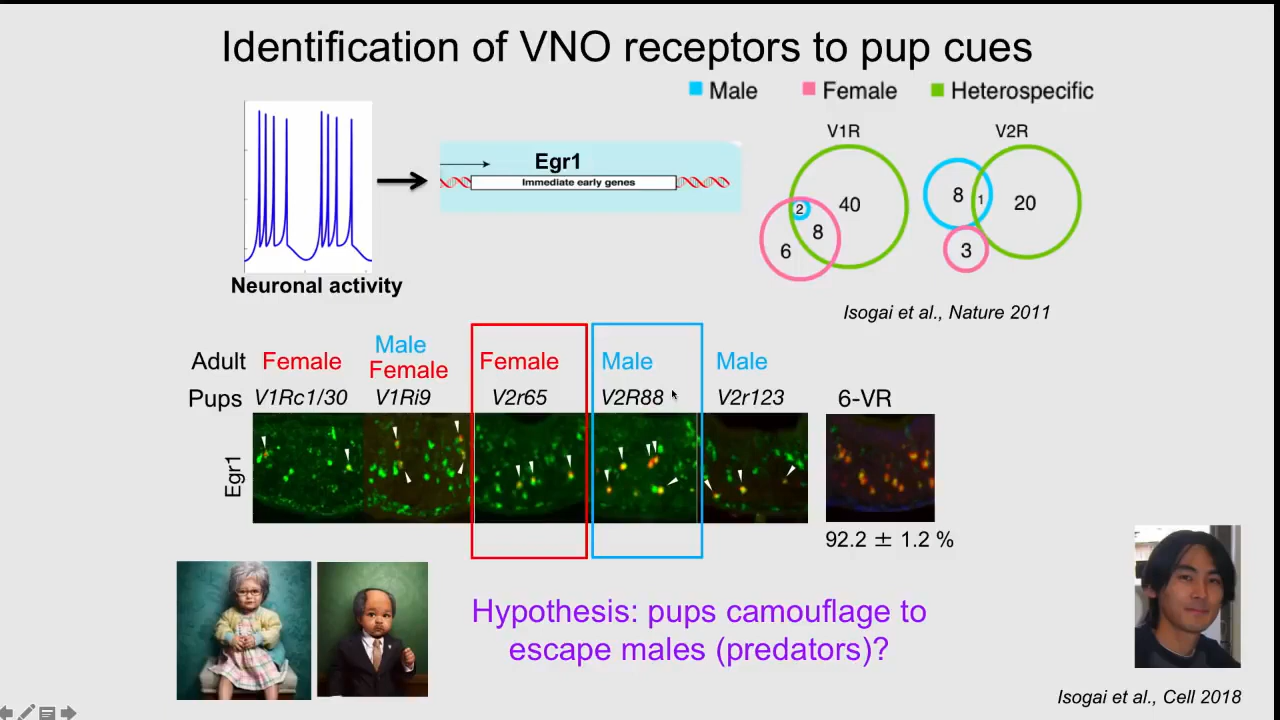 Identification of VNO receptors to pup cues
Male Female Heterospecific
V1R V2R
Egr1
Immediate early genes
2 40 8 6
8 1 20 3
Neuronal activity
Isogai et al., Nature 2011
Male
Adult Female Female Female Male Male
Pups V1Rc1/30 V1Ri9 V2r65 V2R88 V2r123 6-VR
Egr1
92.2 ± 1.2 %
Hypothesis: pups camouflage to
escape males (predators)?
Isogai et al., Cell 2018